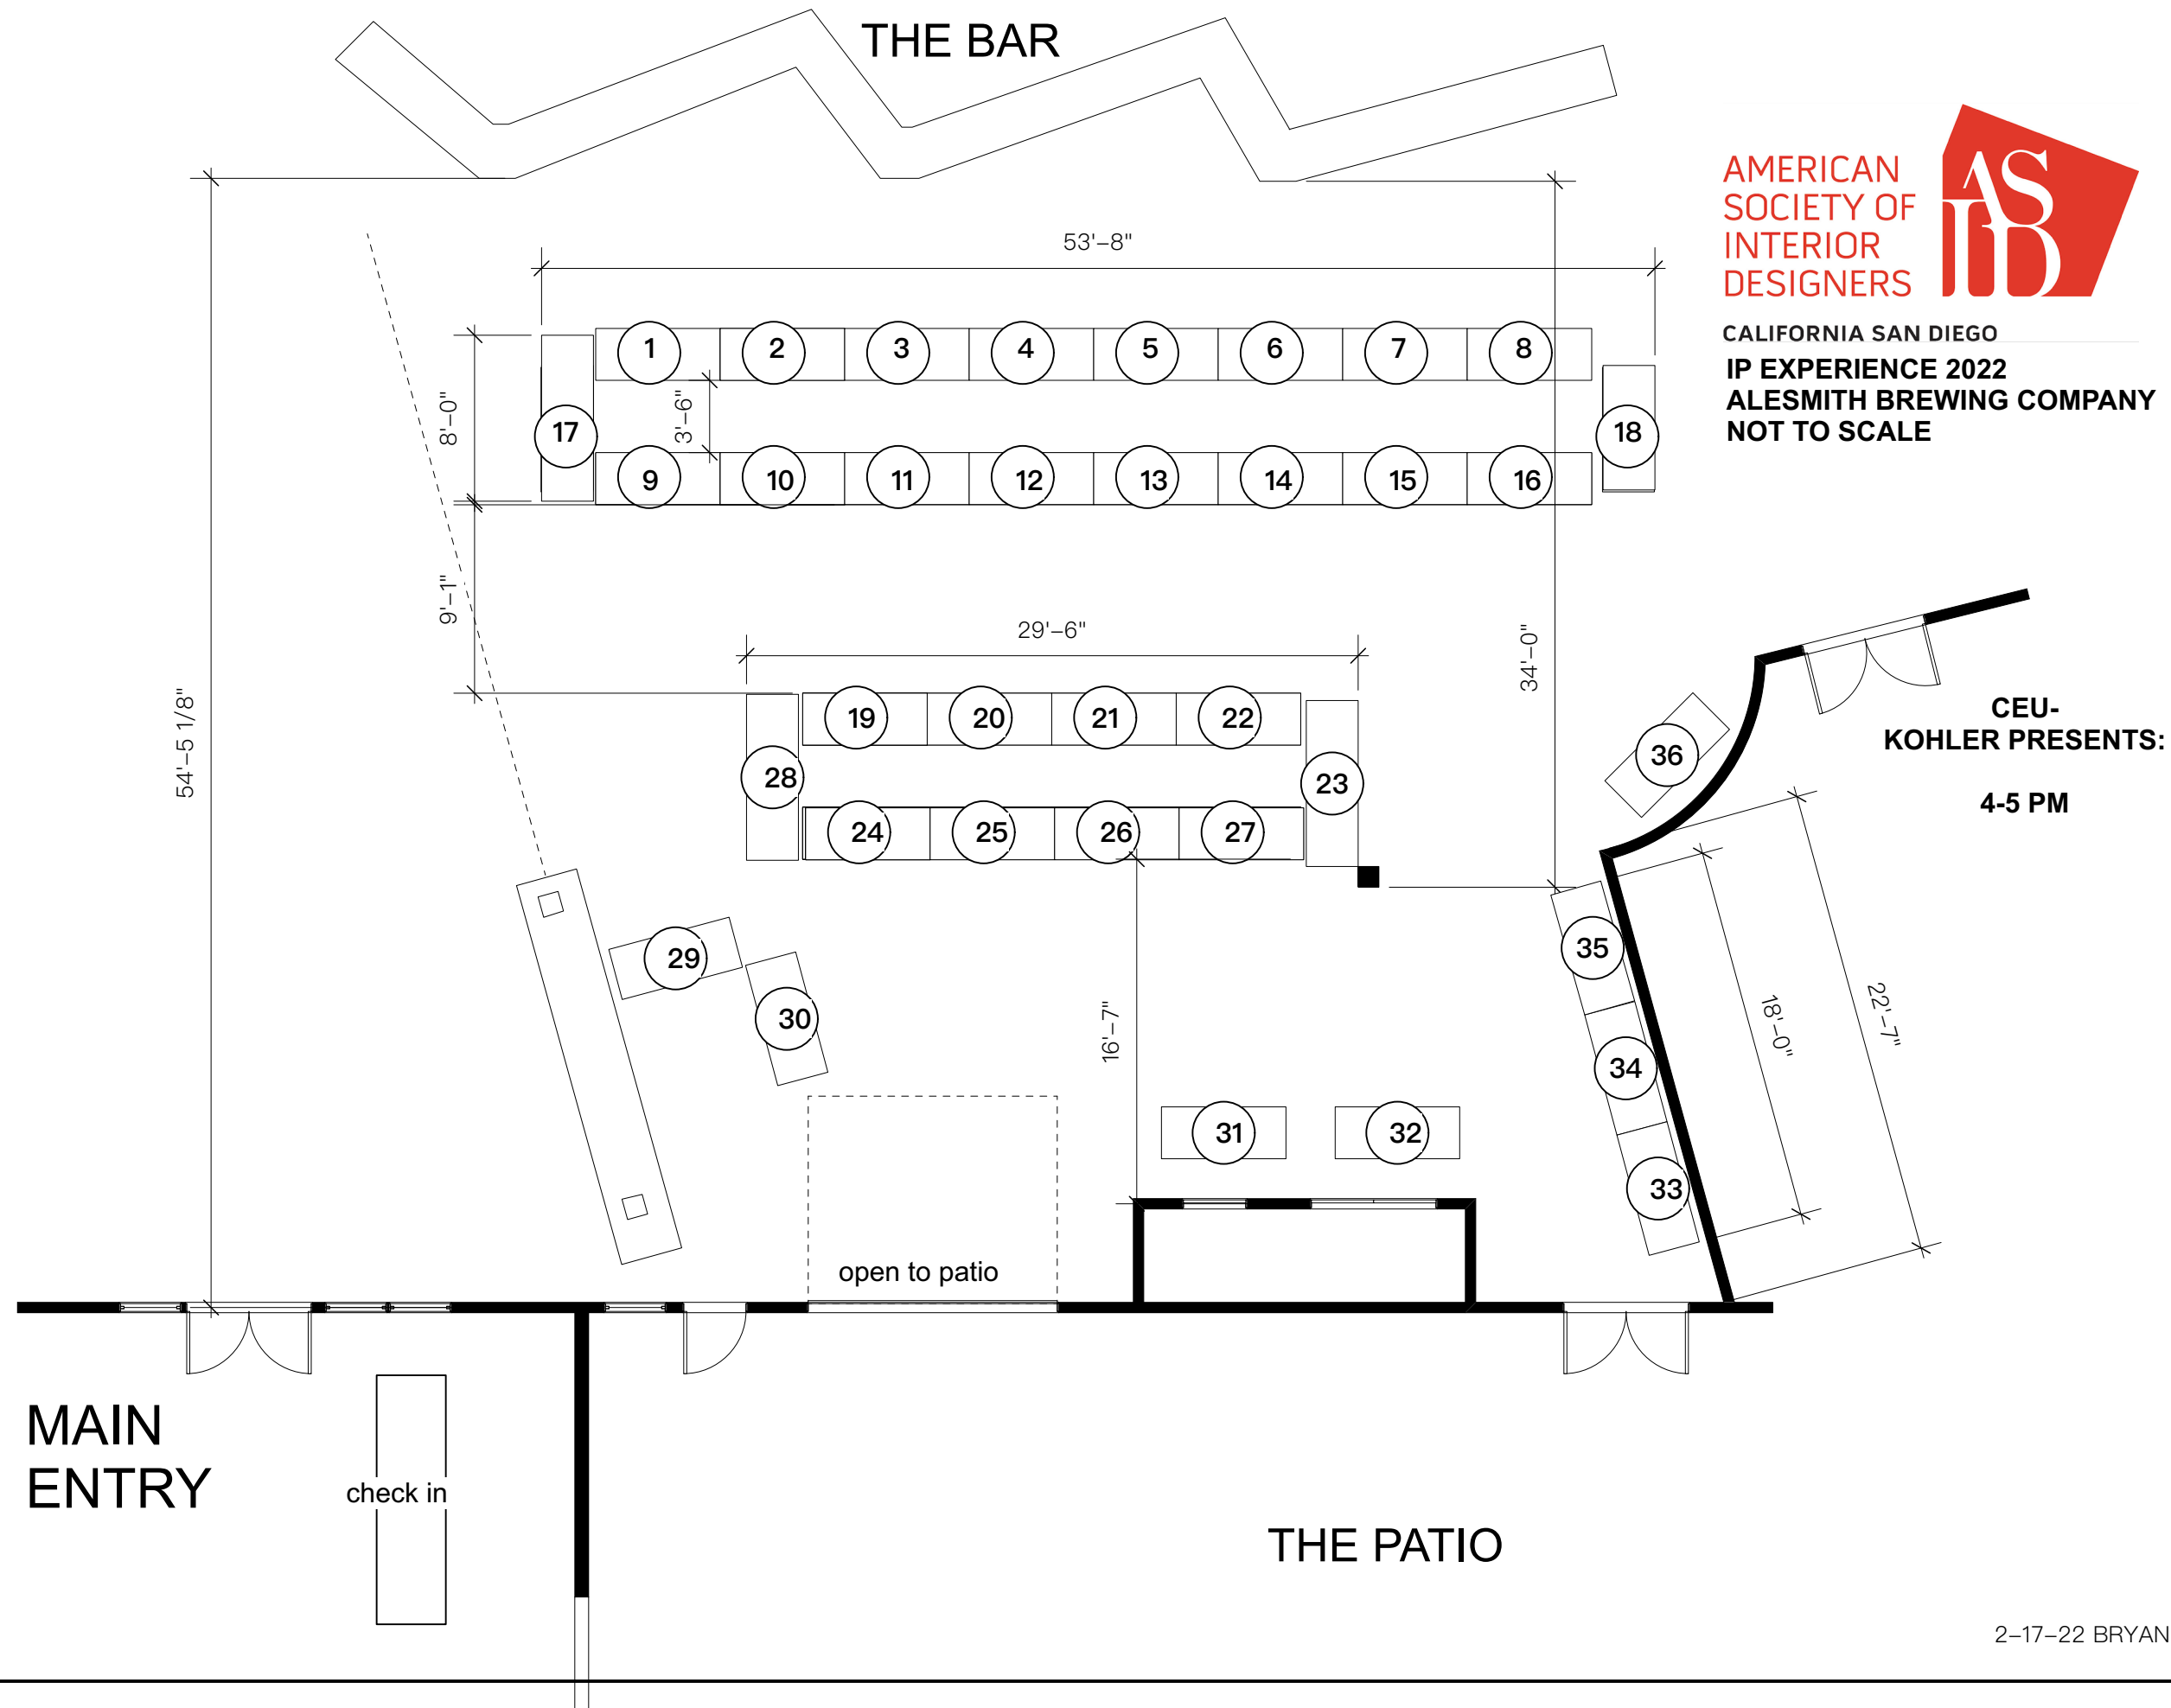 THE BAR
AMERICAN
SOCIETY OF
INTERIOR
DESIGNERS
ASID
CALIFORNIA SAN DIEGO
IP EXPERIENCE 2022
ALESMITH BREWING COMPANY
NOT TO SCALE
53'–8"
1 2 3 4 5 6 7 8
8'–0"
3'–6"
17
18
9 10 11 12 13 14 15 16
9'–1"
29'–6"
34'–0"
54'–5 1/8"
19 20 21 22
28
23
24 25 26 27
36
CEU-
KOHLER PRESENTS:
4-5 PM
29
30
35
34
33
18'–0"
22'–7"
16'–7"
31 32
open to patio
MAIN
ENTRY
check in
THE PATIO
2–17–22 BRYAN